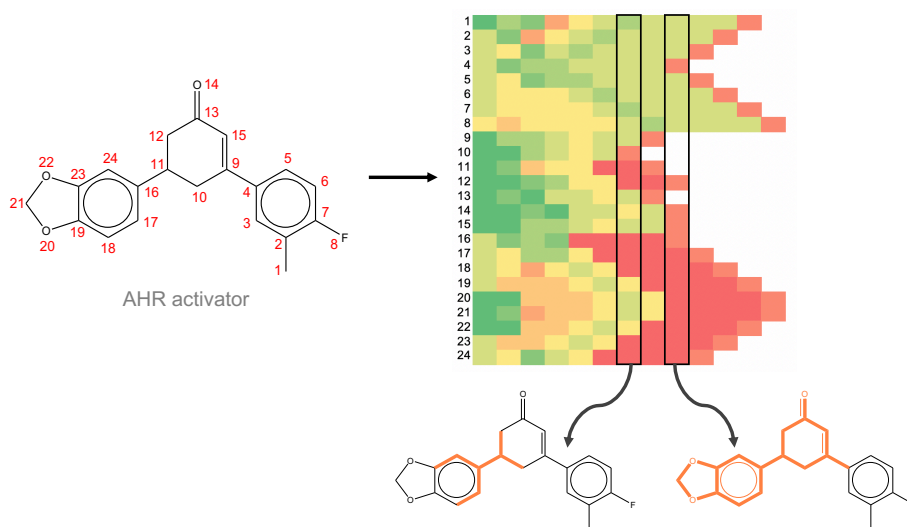 14
O
13
12 15
22 24 11 9 5
O 23 16 4 6
21 10
19 17 3 7
O F
20 18 2 8
1
AHR activator
1
2
3
4
5
6
7
8
9
10
11
12
13
14
15
16
17
18
19
20
21
22
23
24
O
O
O
F
O
O
O